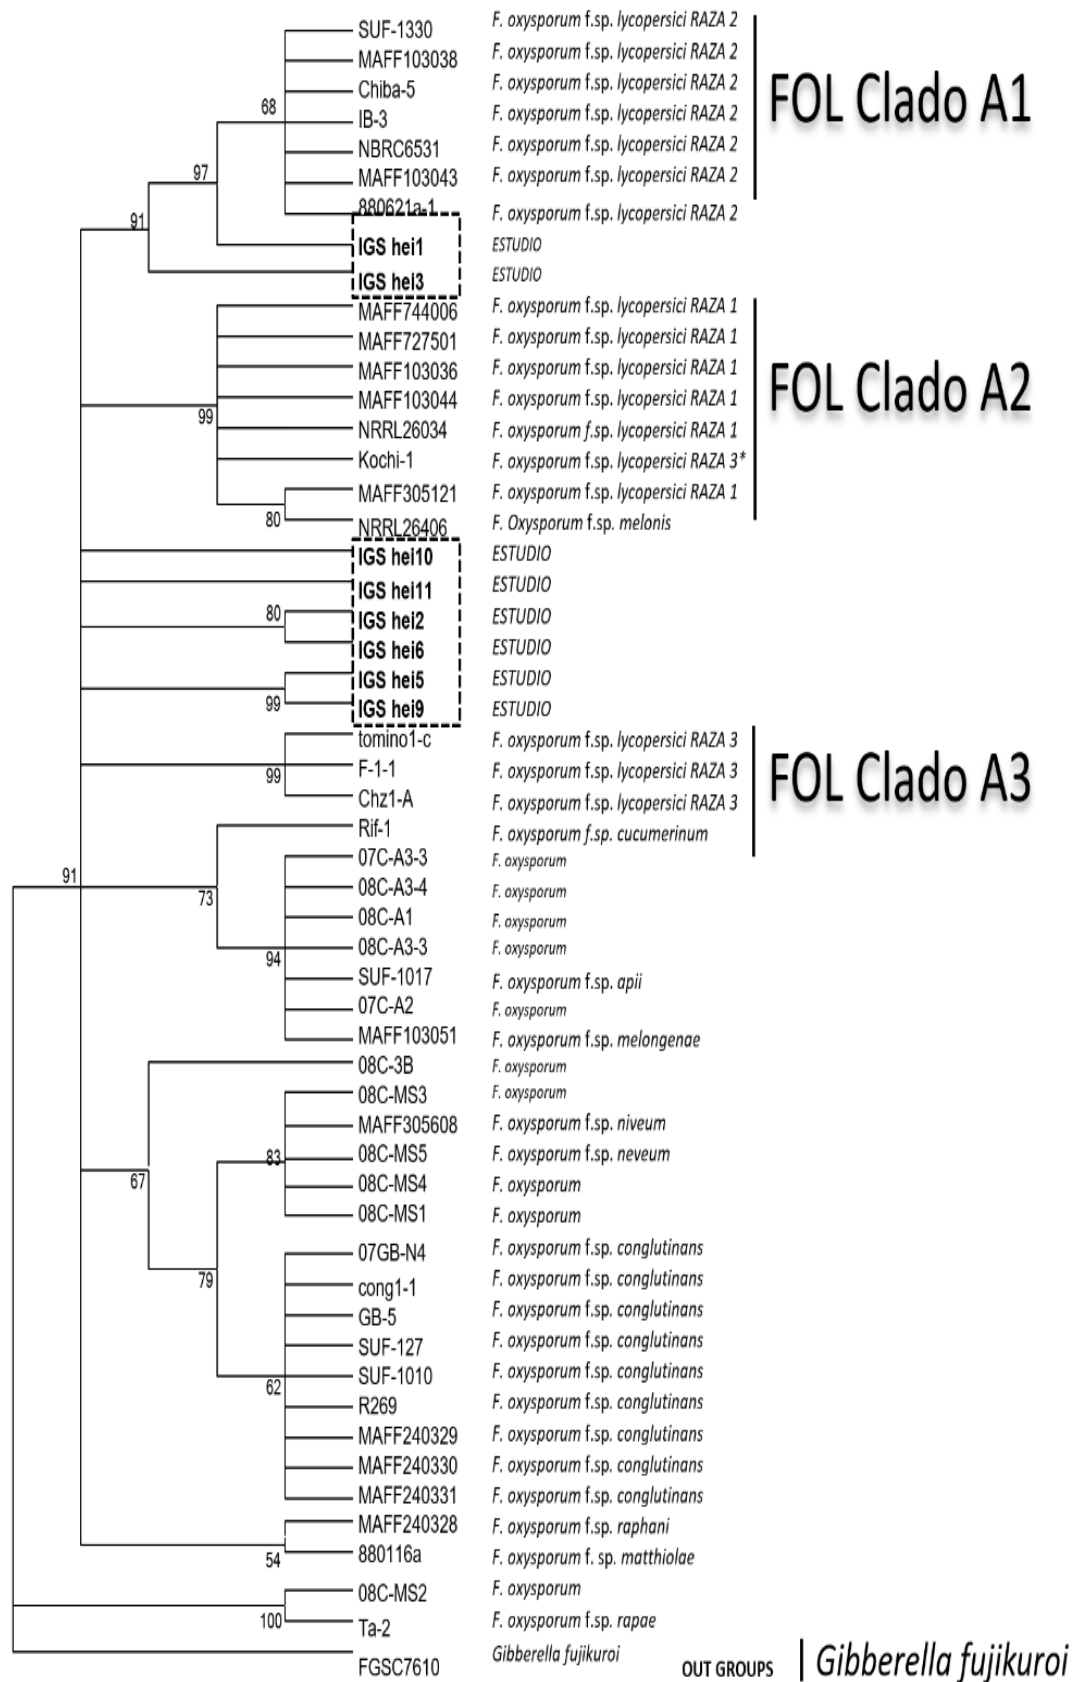 SUF-1330 F. oxysporum f.sp. lycopersici RAZA 2
MAFF103038 F. oxysporum f.sp. lycopersici RAZA 2
Chiba-5 F. oxysporum f.sp. lycopersici RAZA 2
FOL Clado A1
68
IB-3 F. oxysporum f.sp. lycopersici RAZA 2
NBRC6531 F. oxysporum f.sp. lycopersici RAZA 2
97
MAFF103043 F. oxysporum f.sp. lycopersici RAZA 2
880621a-1 F. oxysporum f.sp. lycopersici RAZA 2
91
IGS hei1 ESTUDIO
IGS hei3 ESTUDIO
MAFF744006 F. oxysporum f.sp. lycopersici RAZA 1
MAFF727501 F. oxysporum f.sp. lycopersici RAZA 1
MAFF103036 F. oxysporum f.sp. lycopersici RAZA 1
FOL Clado A2
MAFF103044 F. oxysporum f.sp. lycopersici RAZA 1
99
NRRL26034 F. oxysporum f.sp. lycopersici RAZA 1
Kochi-1 F. oxysporum f.sp. lycopersici RAZA 3*
MAFF305121 F. oxysporum f.sp. lycopersici RAZA 1
80
NRRL26406 F. Oxysporum f.sp. melonis
IGS hei10 ESTUDIO
IGS hei11 ESTUDIO
80
IGS hei2 ESTUDIO
IGS hei6 ESTUDIO
IGS hei5 ESTUDIO
99
IGS hei9 ESTUDIO
tomino1-c F. oxysporum f.sp. lycopersici RAZA 3
99
F-1-1 F. oxysporum f.sp. lycopersici RAZA 3
FOL Clado A3
Chz1-A F. oxysporum f.sp. lycopersici RAZA 3
Rif-1 F. oxysporum f.sp. cucumerinum
07C-A3-3 F. oxysporum
91
08C-A3-4 F. oxysporum
73
08C-A1 F. oxysporum
08C-A3-3 F. oxysporum
94
SUF-1017 F. oxysporum f.sp. apii
07C-A2 F. oxysporum
MAFF103051 F. oxysporum f.sp. melongenae
08C-3B F. oxysporum
08C-MS3 F. oxysporum
MAFF305608 F. oxysporum f.sp. niveum
83
08C-MS5 F. oxysporum f.sp. neveum
67
08C-MS4 F. oxysporum
08C-MS1 F. oxysporum
07GB-N4 F. oxysporum f.sp. conglutinans
79
cong1-1 F. oxysporum f.sp. conglutinans
GB-5 F. oxysporum f.sp. conglutinans
SUF-127 F. oxysporum f.sp. conglutinans
SUF-1010 F. oxysporum f.sp. conglutinans
62
R269 F. oxysporum f.sp. conglutinans
MAFF240329 F. oxysporum f.sp. conglutinans
MAFF240330 F. oxysporum f.sp. conglutinans
MAFF240331 F. oxysporum f.sp. conglutinans
MAFF240328 F. oxysporum f.sp. raphani
54
880116a F. oxysporum f. sp. matthiolae
08C-MS2 F. oxysporum
100
Ta-2 F. oxysporum f.sp. rapae
FGSC7610 Gibberella fujikuroi
OUT GROUPS
Gibberella fujikuroi